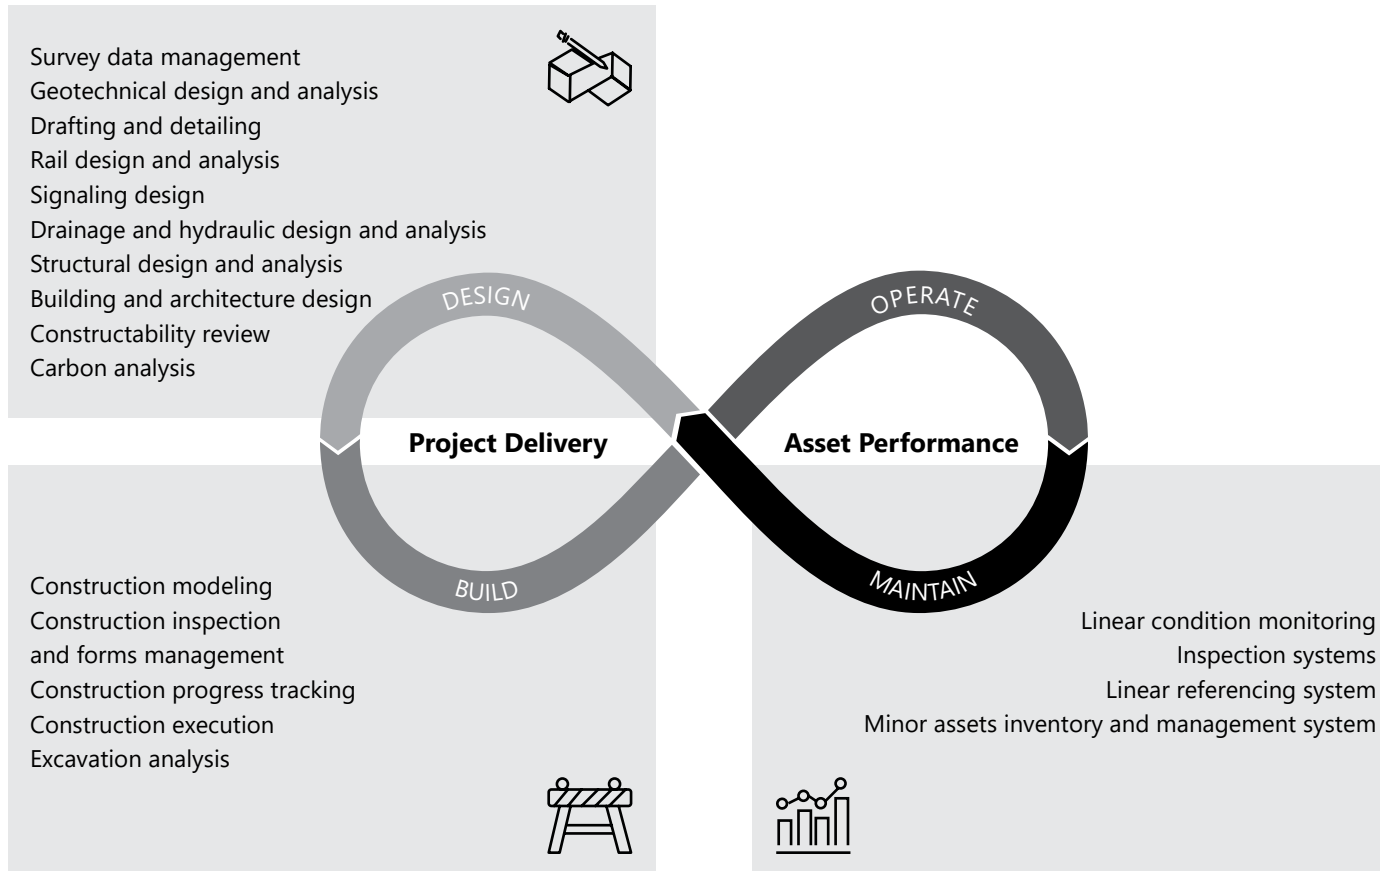 Survey data management
Geotechnical design and analysis
Drafting and detailing
Rail design and analysis
Signaling design
Drainage and hydraulic design and analysis
Structural design and analysis
Building and architecture design
Constructability review
Carbon analysis
DESIGN
OPERATE
Project Delivery
Asset Performance
BUILD
MAINTAIN
Construction modeling
Construction inspection
and forms management
Construction progress tracking
Construction execution
Excavation analysis
Linear condition monitoring
Inspection systems
Linear referencing system
Minor assets inventory and management system